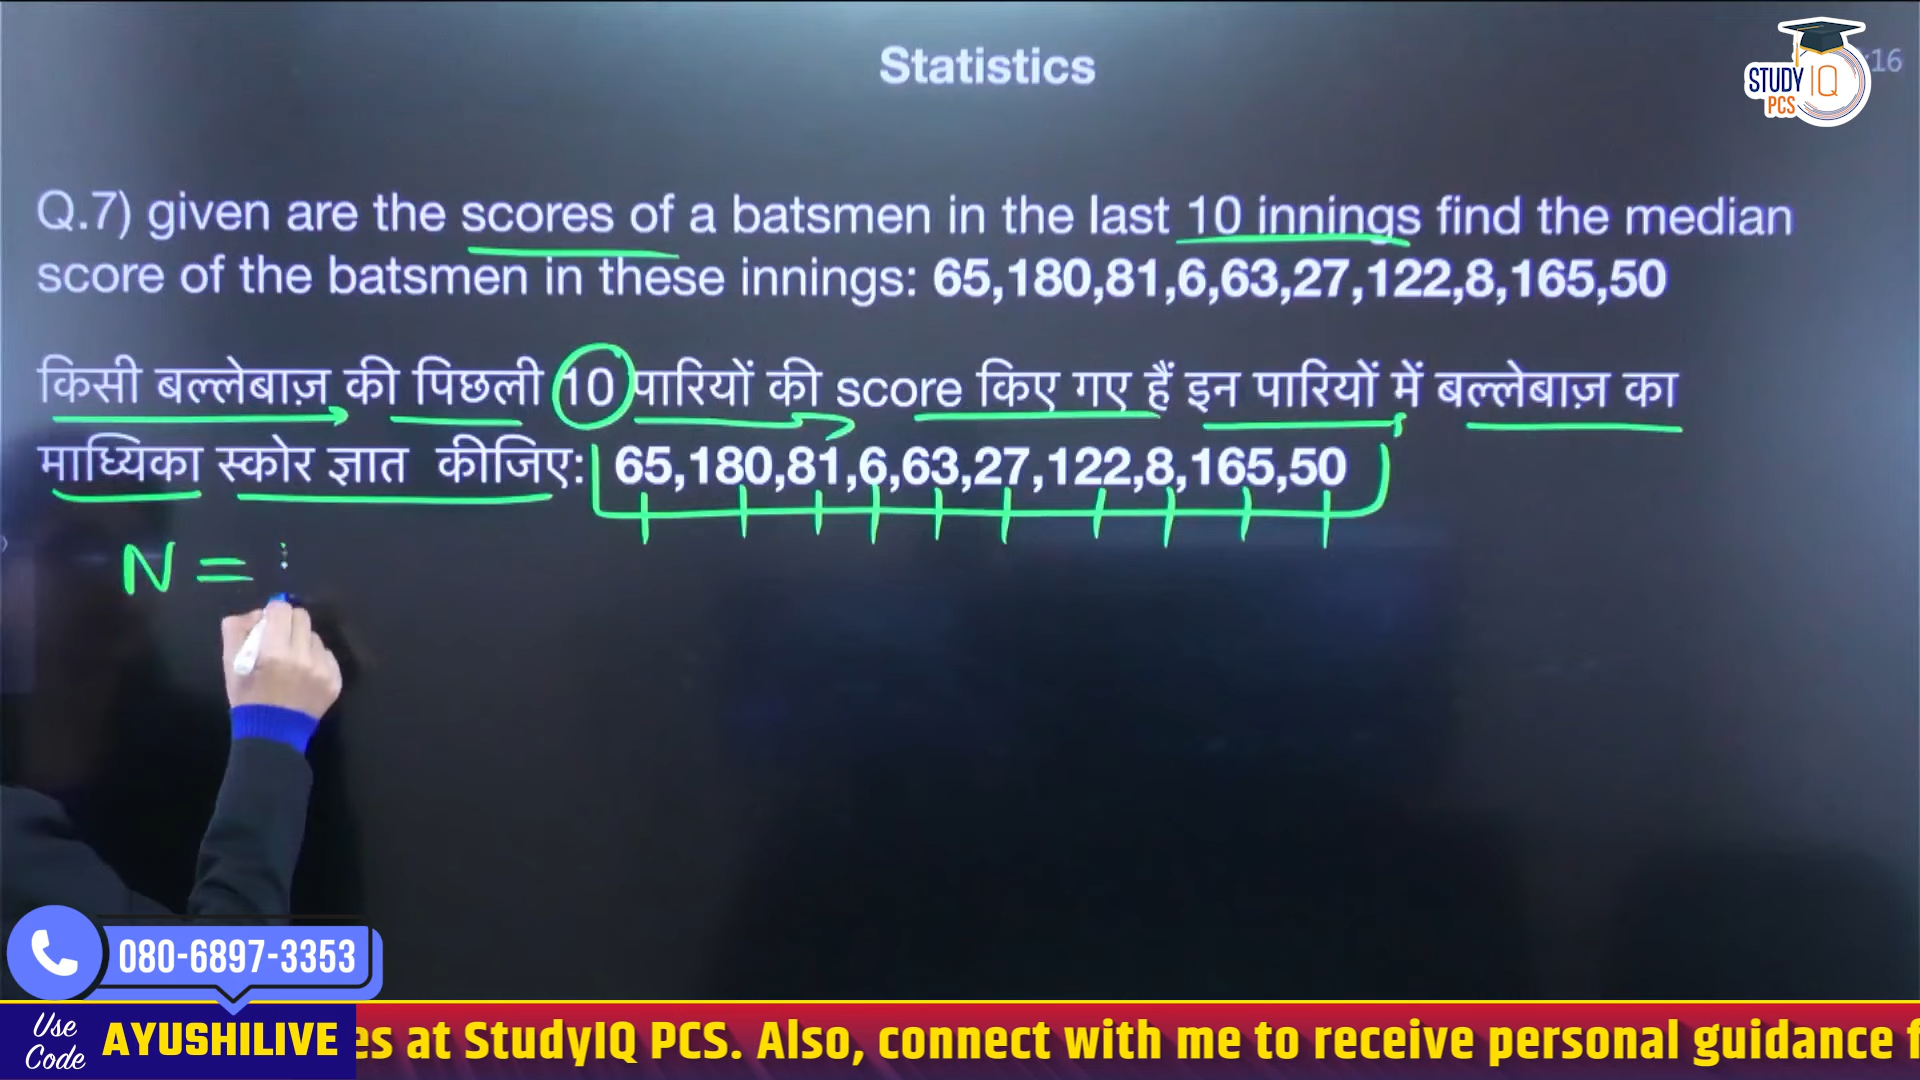 Statistics
:16
STUDY IQ
PCS
Q.7) given are the scores of a batsmen in the last 10 innings find the median
score of the batsmen in these innings: 65,180,81,6,63,27,122,8,165,50
किसी बल्लेबाज़ की पिछली 10 पारियों की score किए गए हैं इन पारियों में बल्लेबाज़ का
माध्यिका स्कोर ज्ञात कीजिए: 65,180,81,6,63,27,122,8,165,50
N =
080-6897-3353
Use Code AYUSHILIVE
es at StudyIQ PCS. Also, connect with me to receive personal guidance f